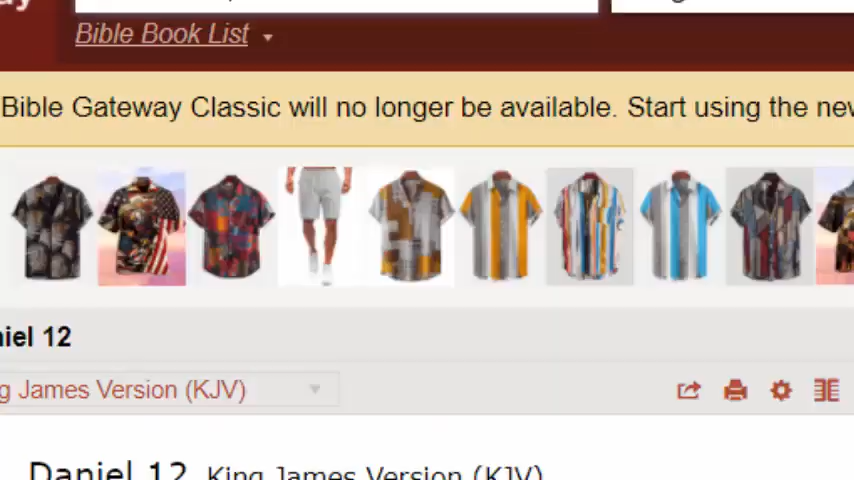 Bible Book List
Bible Gateway Classic will no longer be available. Start using the new
Daniel 12
King James Version (KJV)
Daniel 12 King James Version (KJV)